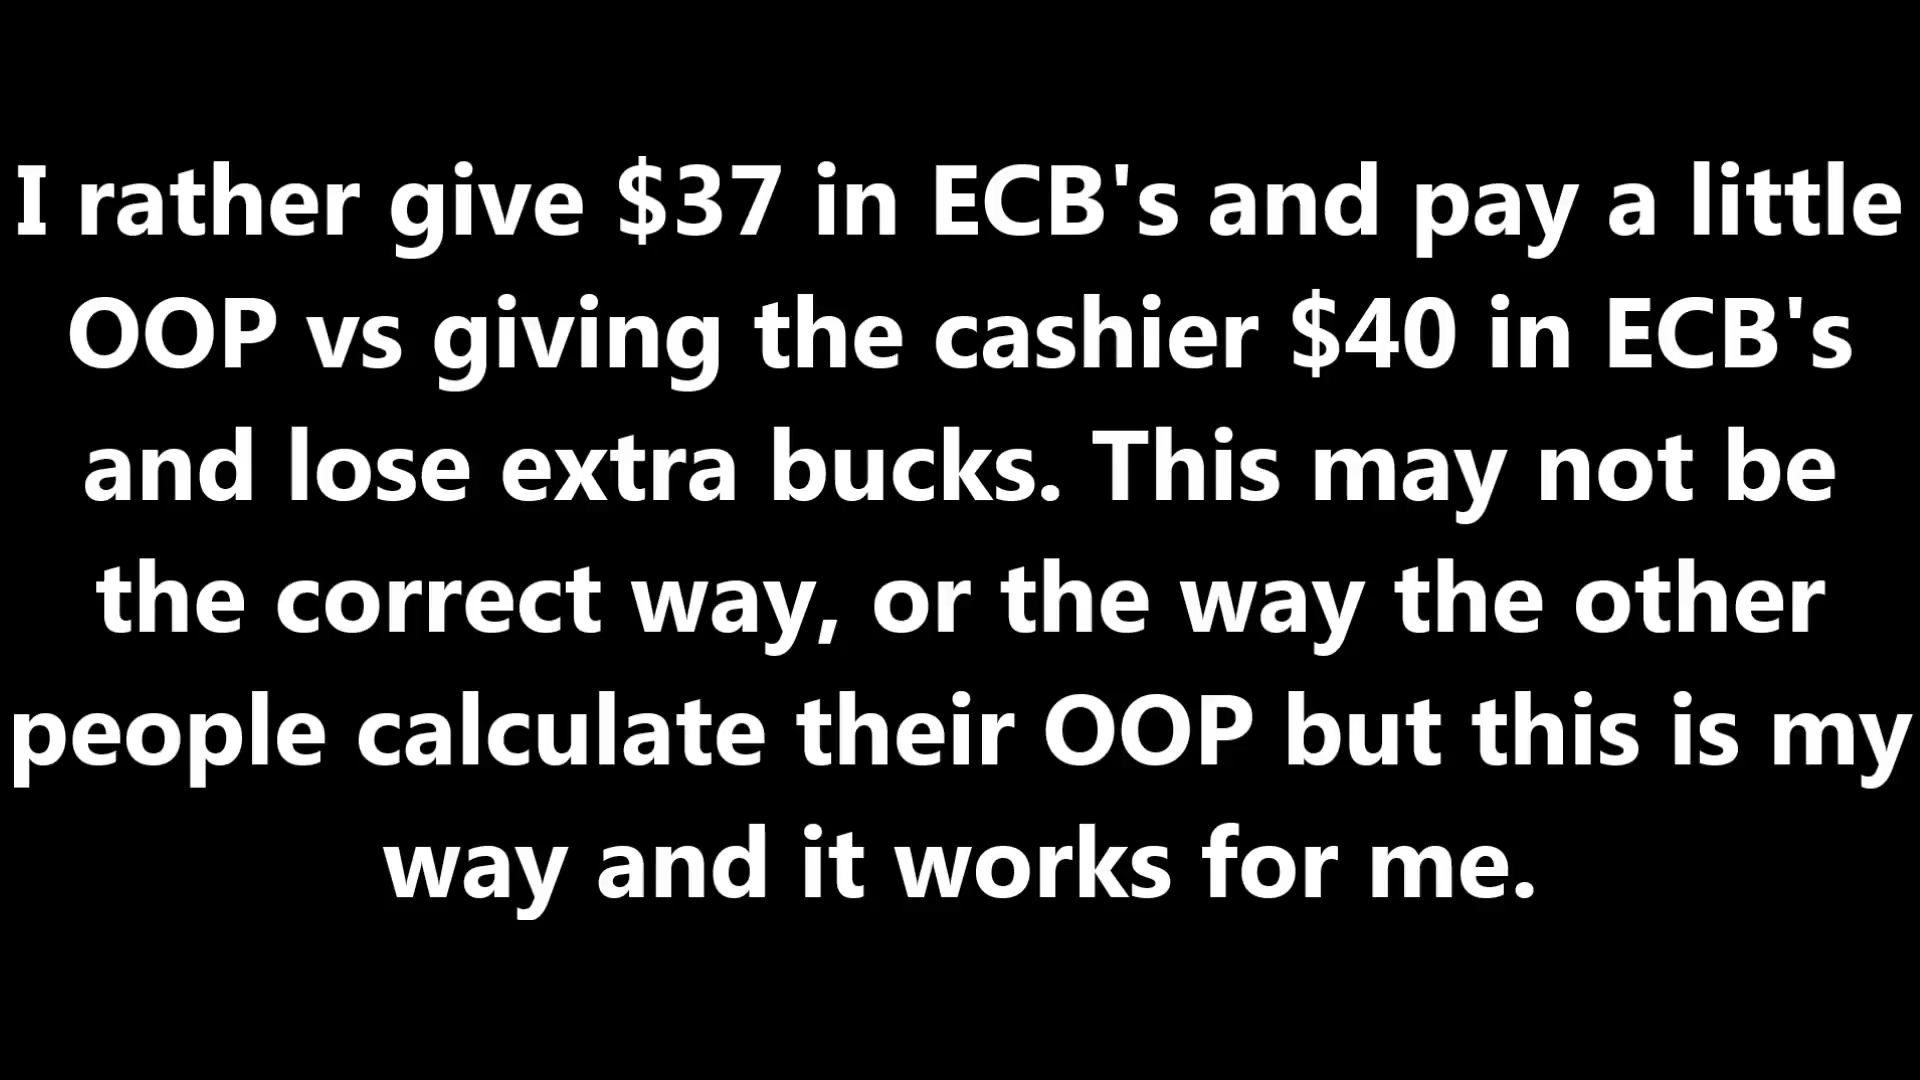 I rather give $37 in ECB's and pay a little
OOP vs giving the cashier $40 in ECB's
and lose extra bucks. This may not be
the correct way, or the way the other
people calculate their OOP but this is my
way and it works for me.